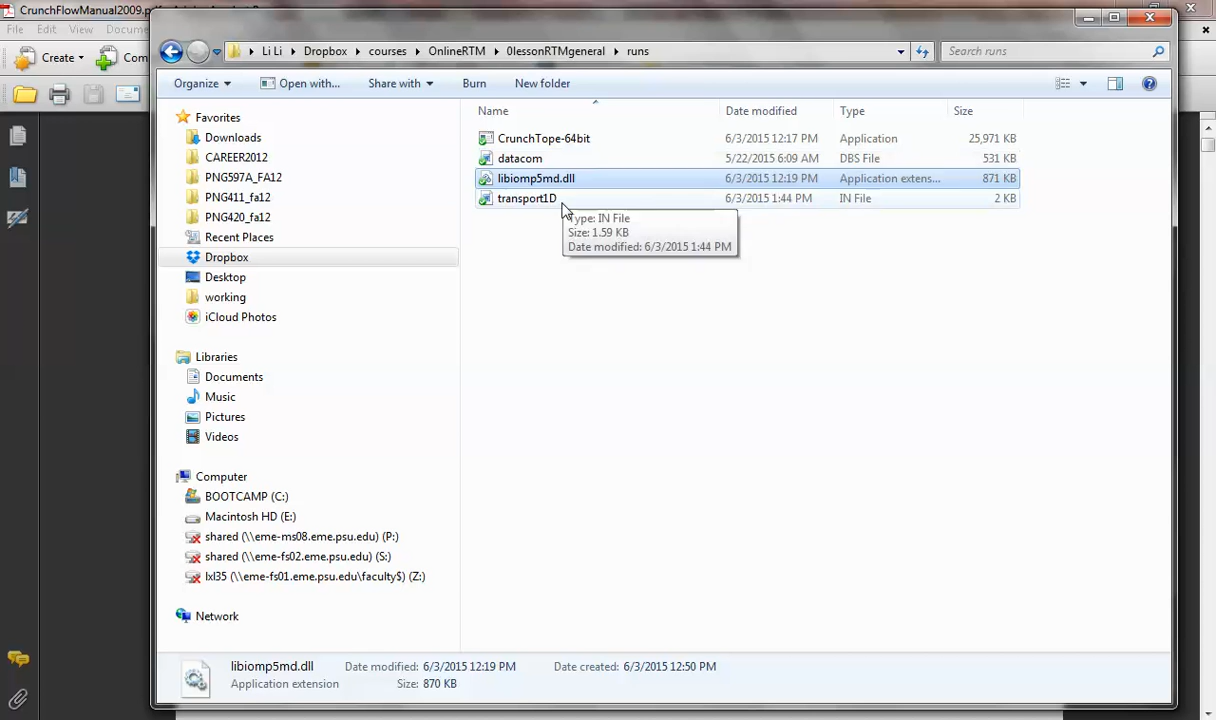 CrunchFlowManual2009.p
File Edit View Docume
Create Com
Li Li Dropbox courses OnlineRTM 0lessonRTMgeneral runs
Search runs
Organize Open with... Share with Burn New folder
Name Date modified Type Size
CrunchTope-64bit 6/3/2015 12:17 PM Application 25,971 KB
datacom 5/22/2015 6:09 AM DBS File 531 KB
libiomp5md.dll 6/3/2015 12:19 PM Application extens... 871 KB
transport1D 6/3/2015 1:44 PM IN File 2 KB
Type: IN File
Size: 1.59 KB
Date modified: 6/3/2015 1:44 PM
Favorites
Downloads
CAREER2012
PNG597A_FA12
PNG411_fa12
PNG420_fa12
Recent Places
Dropbox
Desktop
working
iCloud Photos
Libraries
Documents
Music
Pictures
Videos
Computer
BOOTCAMP (C:)
Macintosh HD (E:)
shared (\\eme-ms08.eme.psu.edu) (P:)
shared (\\eme-fs02.eme.psu.edu) (S:)
lxl35 (\\eme-fs01.eme.psu.edu\faculty$) (Z:)
Network
libiomp5md.dll Date modified: 6/3/2015 12:19 PM Date created: 6/3/2015 12:50 PM
Application extension Size: 870 KB